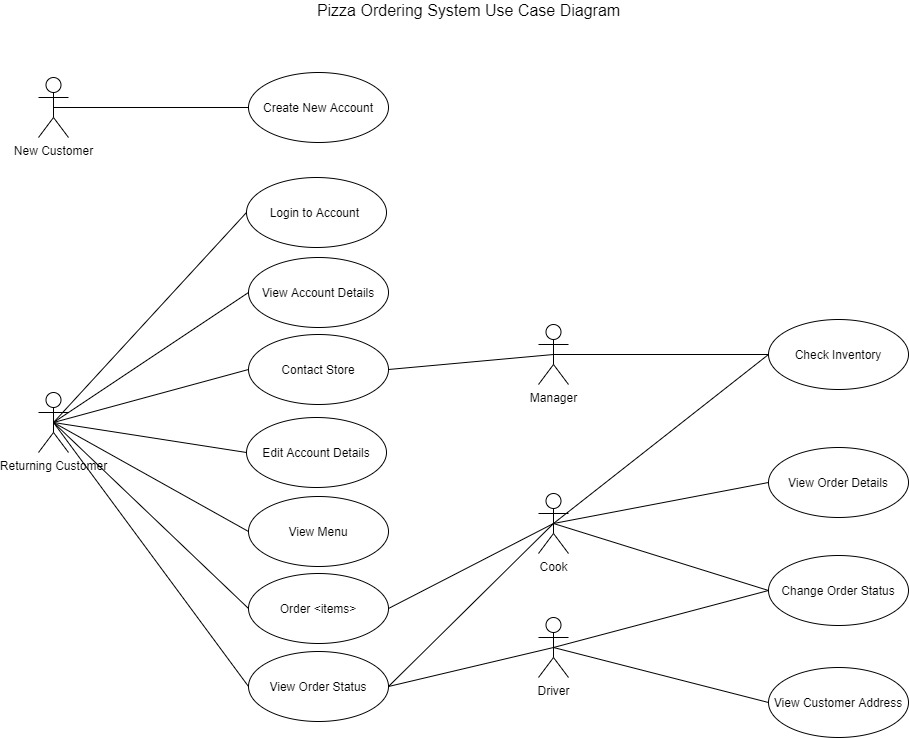 Pizza Ordering System Use Case Diagram
Create New Account
New Customer
Login to Account
View Account Details
Contact Store
Check Inventory
Manager
Edit Account Details
Returning Customer
View Order Details
View Menu
Cook
Order <items>
Change Order Status
View Order Status
Driver
View Customer Address